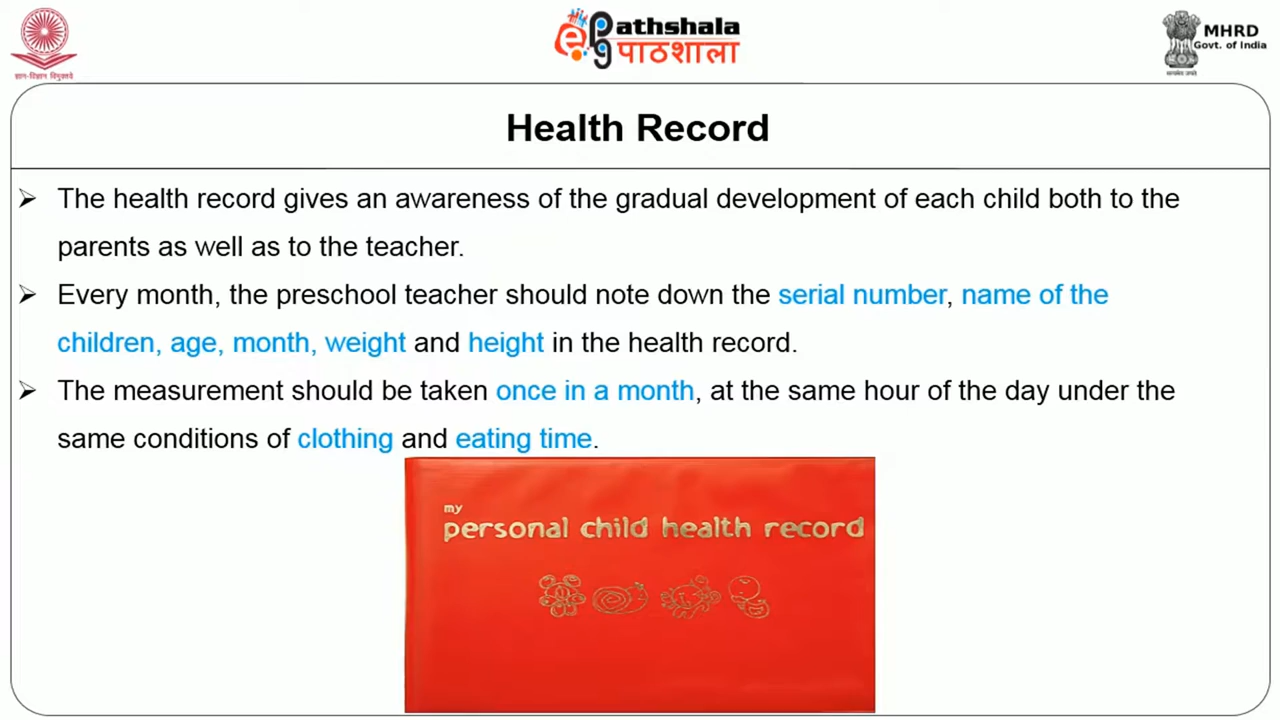 ज्ञान-विज्ञान विमुक्तये
ePathshala
पाठशाला
MHRD
Govt. of India
सत्यमेव जयते
Health Record
➢ The health record gives an awareness of the gradual development of each child both to the
parents as well as to the teacher.
➢ Every month, the preschool teacher should note down the serial number, name of the
children, age, month, weight and height in the health record.
➢ The measurement should be taken once in a month, at the same hour of the day under the
same conditions of clothing and eating time.
my
personal child health record